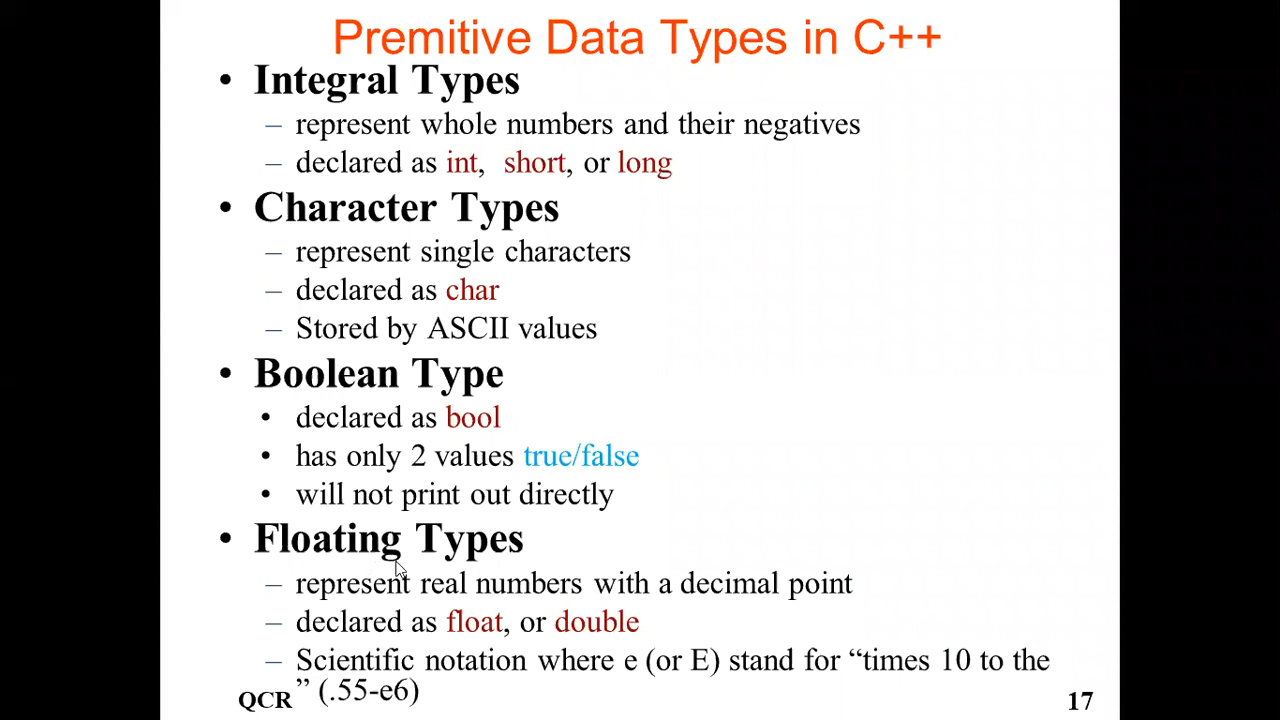 Premitive Data Types in C++
• Integral Types
– represent whole numbers and their negatives
– declared as int, short, or long
• Character Types
– represent single characters
– declared as char
– Stored by ASCII values
• Boolean Type
• declared as bool
• has only 2 values true/false
• will not print out directly
• Floating Types
– represent real numbers with a decimal point
– declared as float, or double
– Scientific notation where e (or E) stand for “times 10 to the
” (.55-e6)
QCR
17